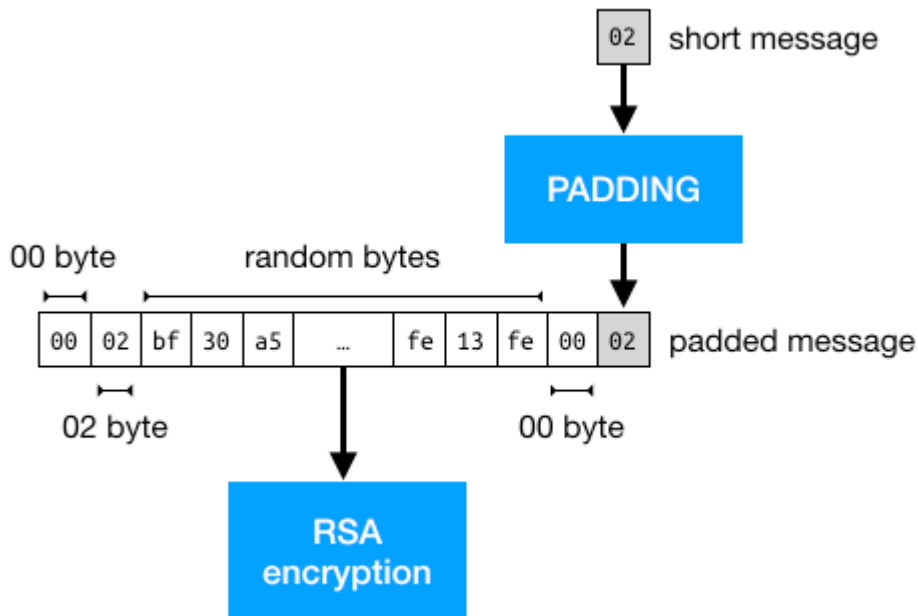 02 short message
PADDING
00 byte random bytes
00 02 bf 30 a5 … fe 13 fe 00 02 padded message
02 byte 00 byte
RSA
encryption